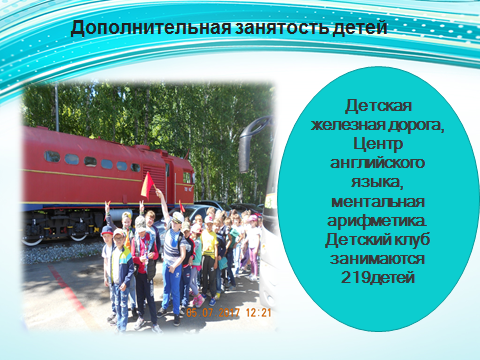 Дополнительная занятость детей
Детская
железная дорога,
Центр
английского
языка,
ментальная
арифметика.
Детский клуб
занимаются
219детей
05.07.2017 12:21